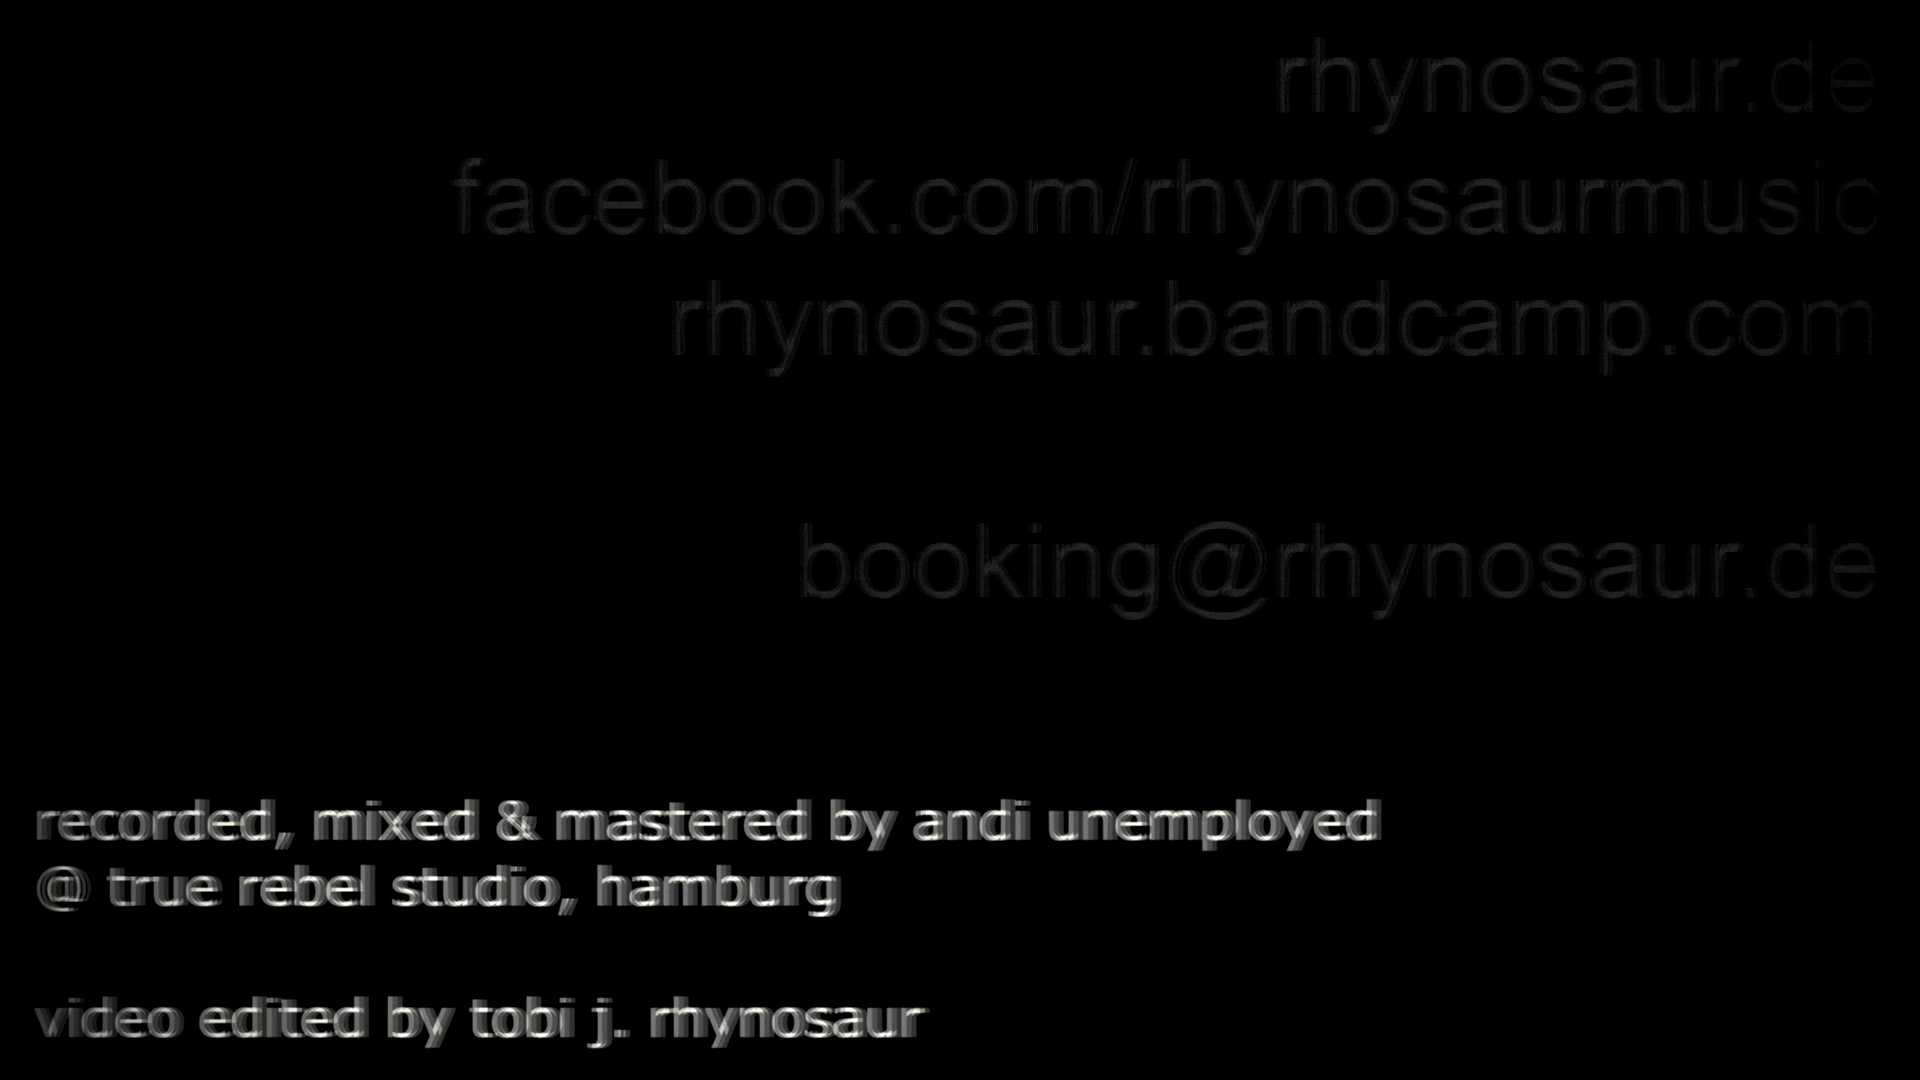 rhynosaur.de
facebook.com/rhynosaurmusic
rhynosaur.bandcamp.com
booking@rhynosaur.de
recorded, mixed & mastered by andi unemployed
@ true rebel studio, hamburg
video edited by tobi j. rhynosaur